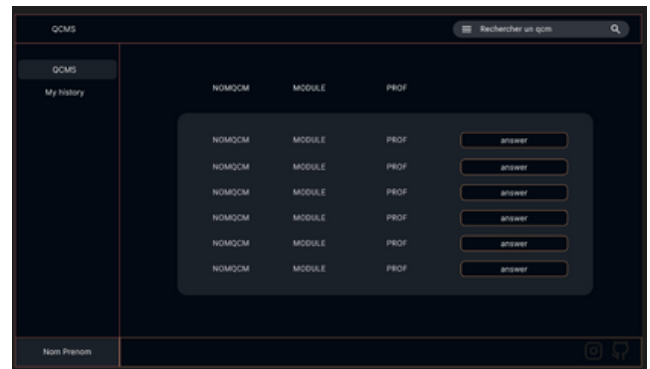 QCMS
Rechercher un qcm
QCMS
My history
NOMQCM MODULE PROF
NOMQCM MODULE PROF answer
NOMQCM MODULE PROF answer
NOMQCM MODULE PROF answer
NOMQCM MODULE PROF answer
NOMQCM MODULE PROF answer
NOMQCM MODULE PROF answer
Nom Prenom